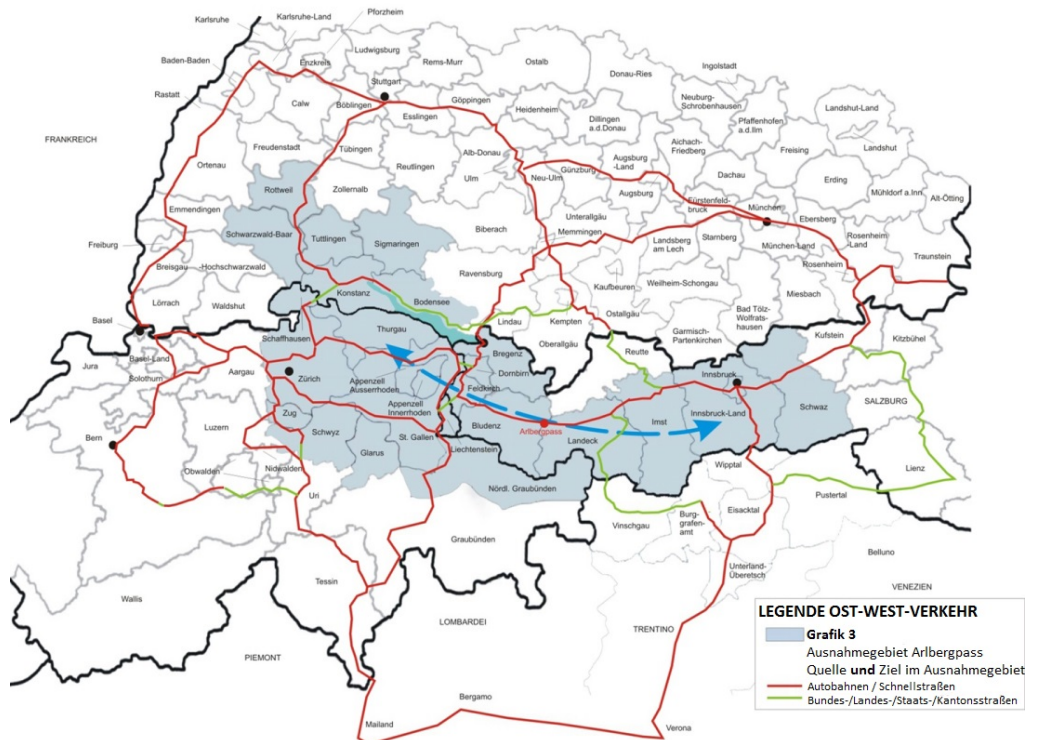 Karlsruhe
Karlsruhe-Land
Pforzheim
Baden-Baden
Enzkreis
Ludwigsburg
Rems-Murr
Ostalb
Donau-Ries
Ingolstadt
Rastatt
Stuttgart
Calw
Böblingen
Göppingen
Esslingen
Heidenheim
Dillingen
a.d.Donau
Neuburg-
Schrobenhausen
Pfaffenhofen
a.d.Ilm
Landshut-Land
Landshut
FRANKREICH
Freudenstadt
Tübingen
Reutlingen
Alb-Donau
Ulm
Neu-Ulm
Günzburg
Augsburg
-Land
Aichach-
Friedberg
Dachau
Freising
Erding
Mühldorf a.Inn
Alt-Ötting
Ortenau
Rottweil
Zollernalb
Augsburg
Fürstenfeld-
bruck
München
Ebersberg
Emmendingen
Schwarzwald-Baar
Tuttlingen
Sigmaringen
Biberach
Unterallgäu
Memmingen
Landsberg
am Lech
Starnberg
München-Land
Rosenheim
-Land
Rosenheim
Traunstein
Freiburg
Breisgau
-Hochschwarzwald
Ravensburg
Kaufbeuren
Weilheim-Schongau
Miesbach
Lörrach
Waldshut
Konstanz
Bodensee
Lindau
Kempten
Ostallgäu
Bad Tölz-
Wolfrats-
hausen
Basel
Schaffhausen
Thurgau
Oberallgäu
Garmisch-
Partenkirchen
Kufstein
Kitzbühel
Jura
Basel-Land
Solothurn
Aargau
Zürich
Appenzell
Ausserrhoden
Bregenz
Dornbirn
Feldkirch
Reutte
Innsbruck
Appenzell
Innerrhoden
Zug
Luzern
Schwyz
St. Gallen
Bludenz
Arlbergpass
Imst
Innsbruck-Land
Schwaz
SALZBURG
Bern
Glarus
Liechtenstein
Landeck
Obwalden
Nidwalden
Uri
Nördl. Graubünden
Wipptal
Lienz
Pustertal
Vinschgau
Burg-
grafen-
amt
Eisacktal
Graubünden
Unterland-
Überetsch
Belluno
Tessin
VENEZIEN
Wallis
LOMBARDEI
TRENTINO
PIEMONT
Bergamo
Mailand
Verona
LEGENDE OST-WEST-VERKEHR
Grafik 3
Ausnahmegebiet Arlbergpass
Quelle und Ziel im Ausnahmegebiet
Autobahnen / Schnellstraßen
Bundes-/Landes-/Staats-/Kantonsstraßen